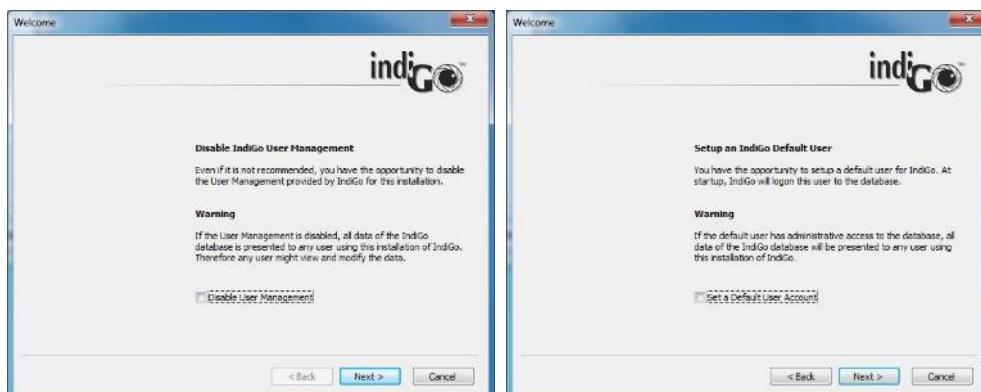 Welcome
indiGo™
Disable IndiGo User Management
Even if it is not recommended, you have the opportunity to disable
the User Management provided by IndiGo for this installation.
Warning
If the User Management is disabled, all data of the IndiGo
database is presented to any user using this installation of IndiGo.
Therefore any user might view and modify the data.
Disable User Management
< Back
Next >
Cancel
Welcome
indiGo™
Setup an IndiGo Default User
You have the opportunity to setup a default user for IndiGo. At
startup, IndiGo will logon this user to the database.
Warning
If the default user has administrative access to the database, all
data of the IndiGo database will be presented to any user using
this installation of IndiGo.
Set a Default User Account
< Back
Next >
Cancel